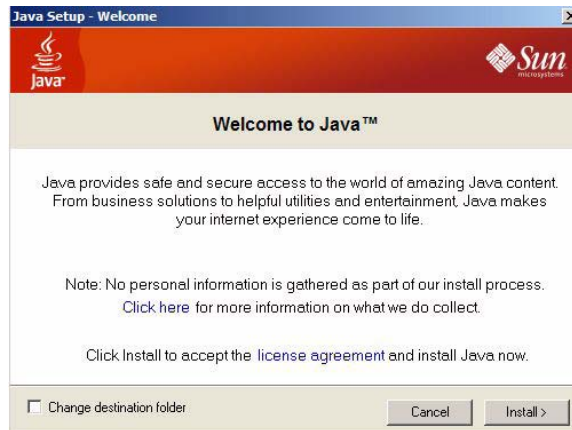 Java Setup - Welcome
Java
Sun
microsystems
Welcome to Java™
Java provides safe and secure access to the world of amazing Java content.
From business solutions to helpful utilities and entertainment, Java makes
your internet experience come to life.
Note: No personal information is gathered as part of our install process.
Click here for more information on what we do collect.
Click Install to accept the license agreement and install Java now.
Change destination folder
Cancel
Install >